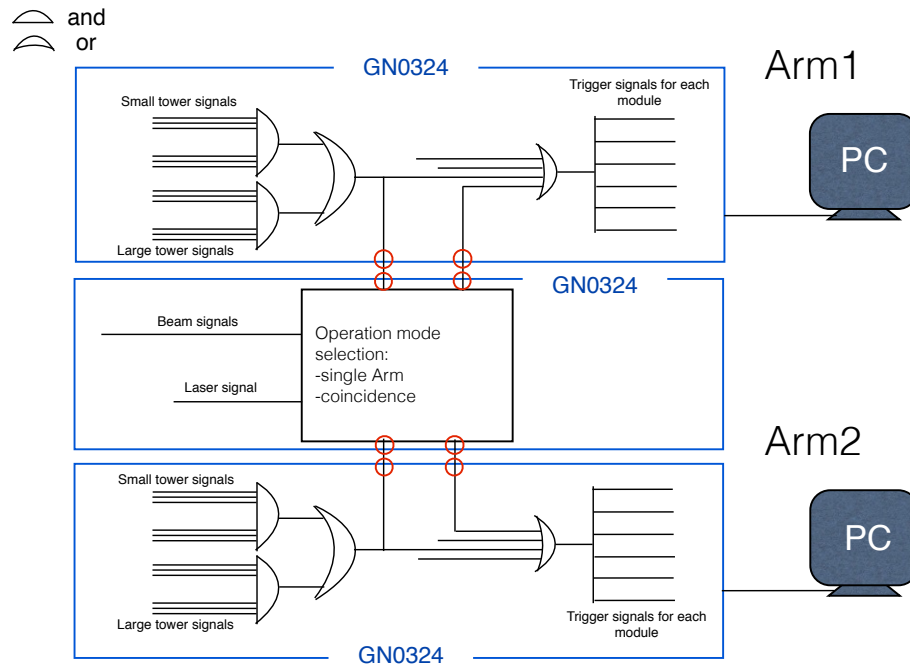 and
or
GN0324
Arm1
Small tower signals
Trigger signals for each
module
PC
Large tower signals
GN0324
Beam signals
Operation mode
selection:
-single Arm
-coincidence
Laser signal
Arm2
Small tower signals
PC
Large tower signals
Trigger signals for each
module
GN0324